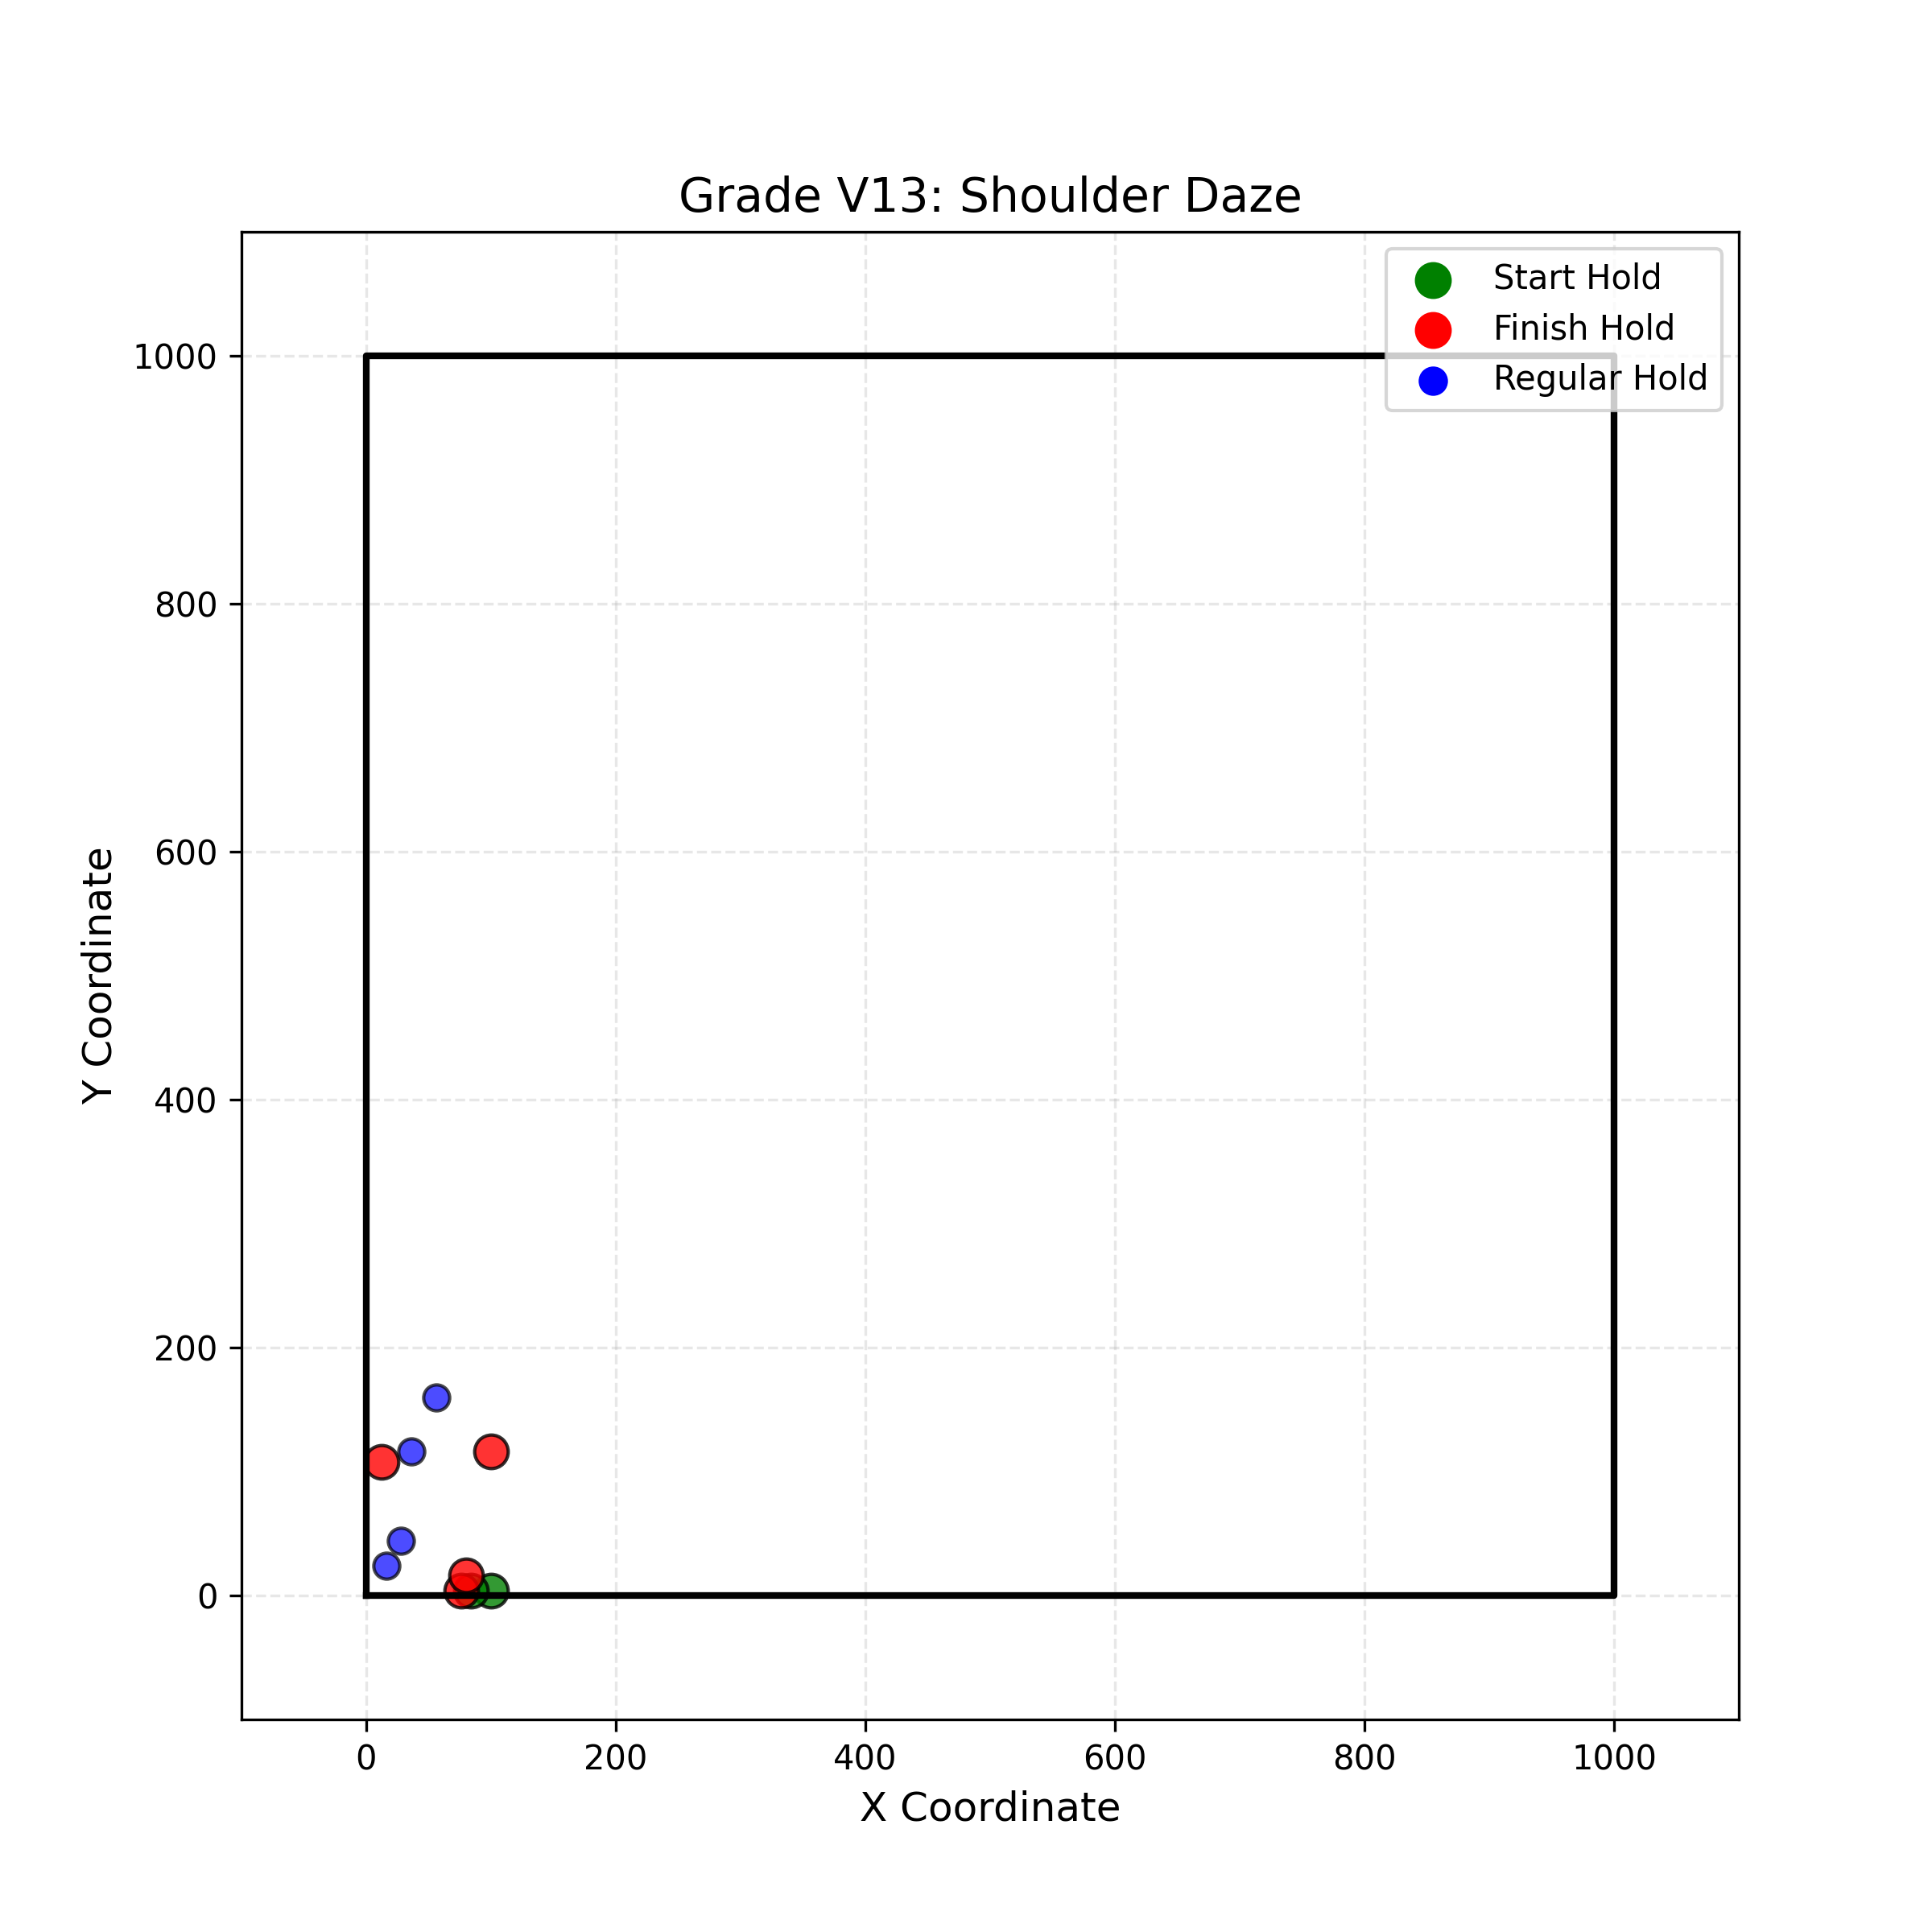 Grade V13: Shoulder Daze
Start Hold
Finish Hold
Regular Hold
1000
800
600
400
200
0
Y Coordinate
0 200 400 600 800 1000
X Coordinate